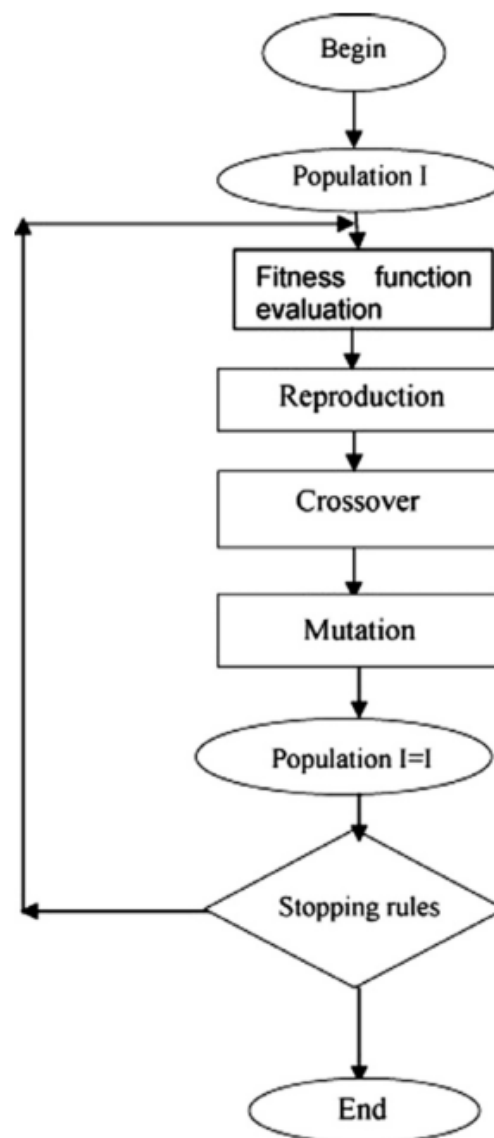 Begin
Population I
Fitness function
evaluation
Reproduction
Crossover
Mutation
Population I=I
Stopping rules
End